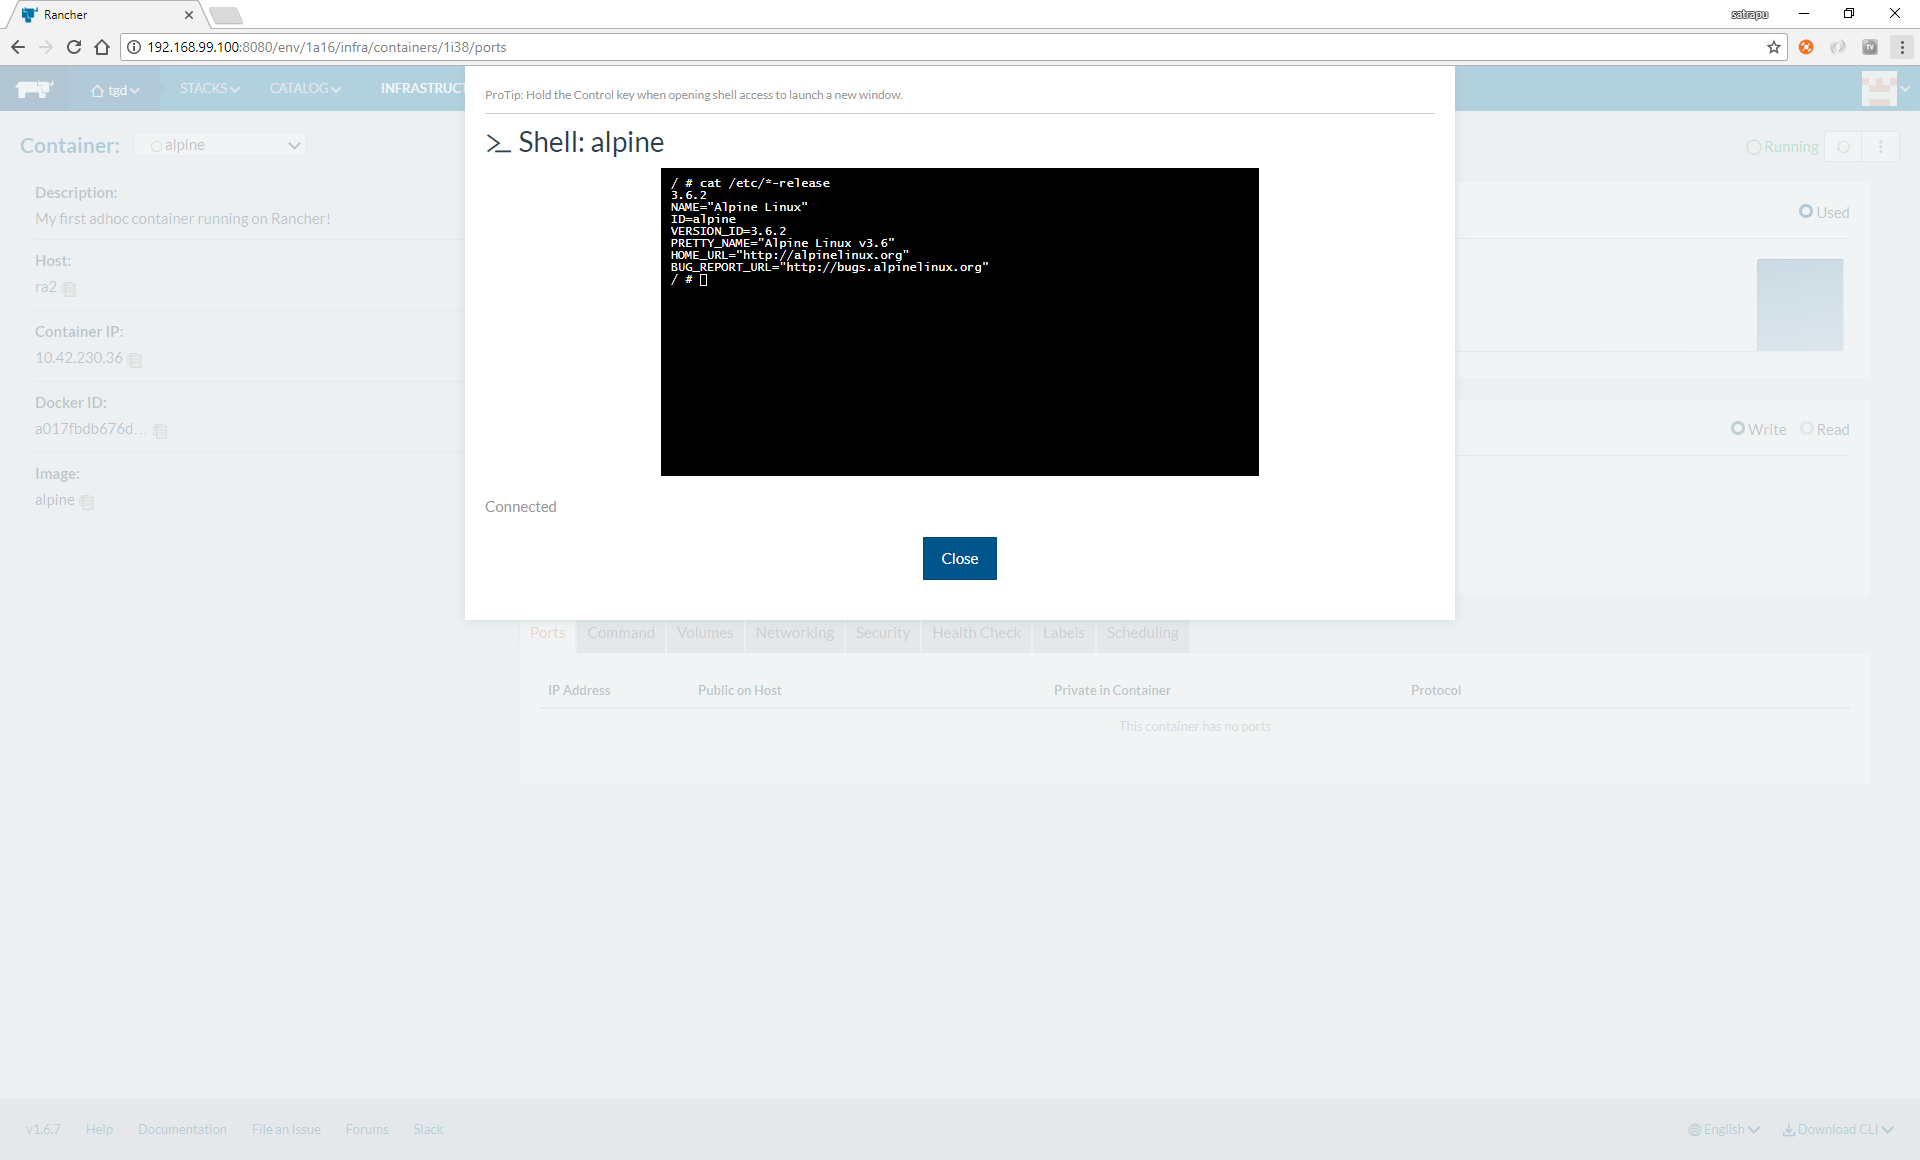 Rancher
satrapu
192.168.99.100:8080/env/1a16/infra/containers/1i38/ports
tgd
STACKS
CATALOG
INFRASTRUCT
ProTip: Hold the Control key when opening shell access to launch a new window.
>_ Shell: alpine
Container:
alpine
Running
Description:
My first adhoc container running on Rancher!
Host:
ra2
Container IP:
10.42.230.36
Docker ID:
a017fbdb676d...
Image:
alpine
/ # cat /etc/*-release
3.6.2
NAME="Alpine Linux"
ID=alpine
VERSION_ID=3.6.2
PRETTY_NAME="Alpine Linux v3.6"
HOME_URL="http://alpinelinux.org"
BUG_REPORT_URL="http://bugs.alpinelinux.org"
/ #
Connected
Close
Used
Write Read
Ports Command Volumes Networking Security Health Check Labels Scheduling
IP Address Public on Host Private in Container Protocol
This container has no ports
v1.6.7 Help Documentation File an Issue Forums Slack
English Download CLI